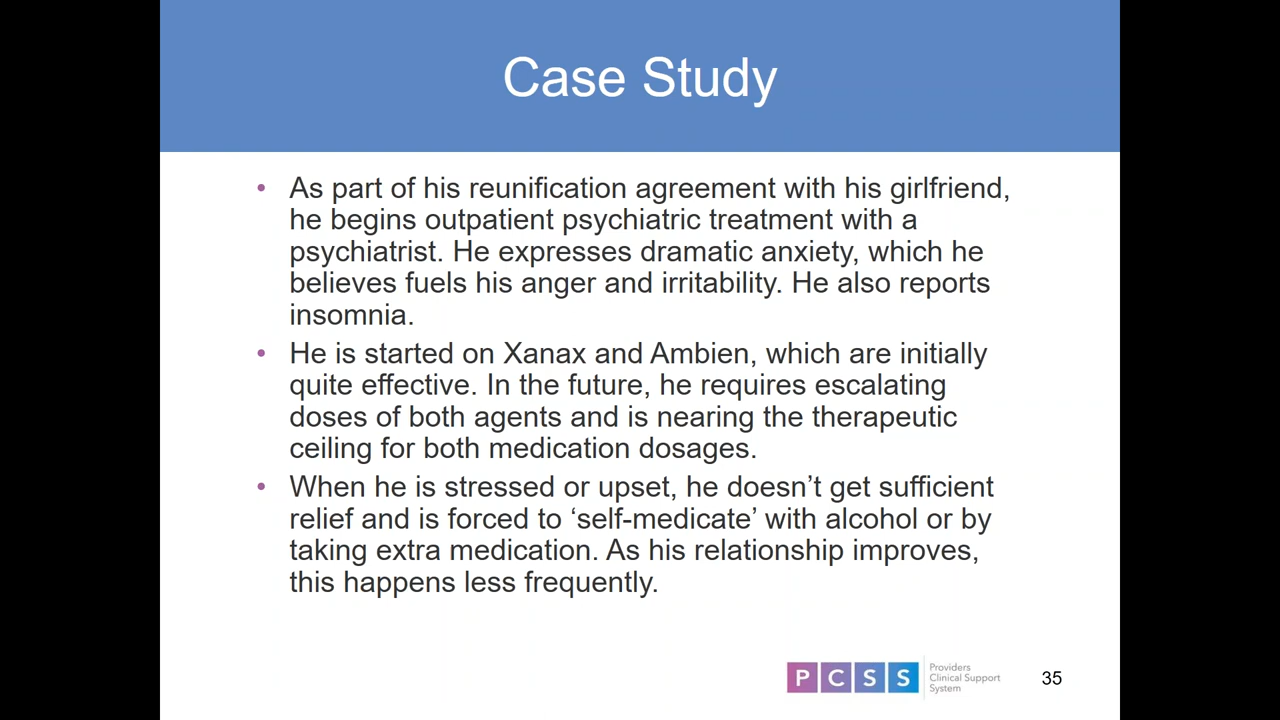 Case Study
• As part of his reunification agreement with his girlfriend,
he begins outpatient psychiatric treatment with a
psychiatrist. He expresses dramatic anxiety, which he
believes fuels his anger and irritability. He also reports
insomnia.
• He is started on Xanax and Ambien, which are initially
quite effective. In the future, he requires escalating
doses of both agents and is nearing the therapeutic
ceiling for both medication dosages.
• When he is stressed or upset, he doesn’t get sufficient
relief and is forced to ‘self-medicate’ with alcohol or by
taking extra medication. As his relationship improves,
this happens less frequently.
PCSS
Providers
Clinical Support
System
35